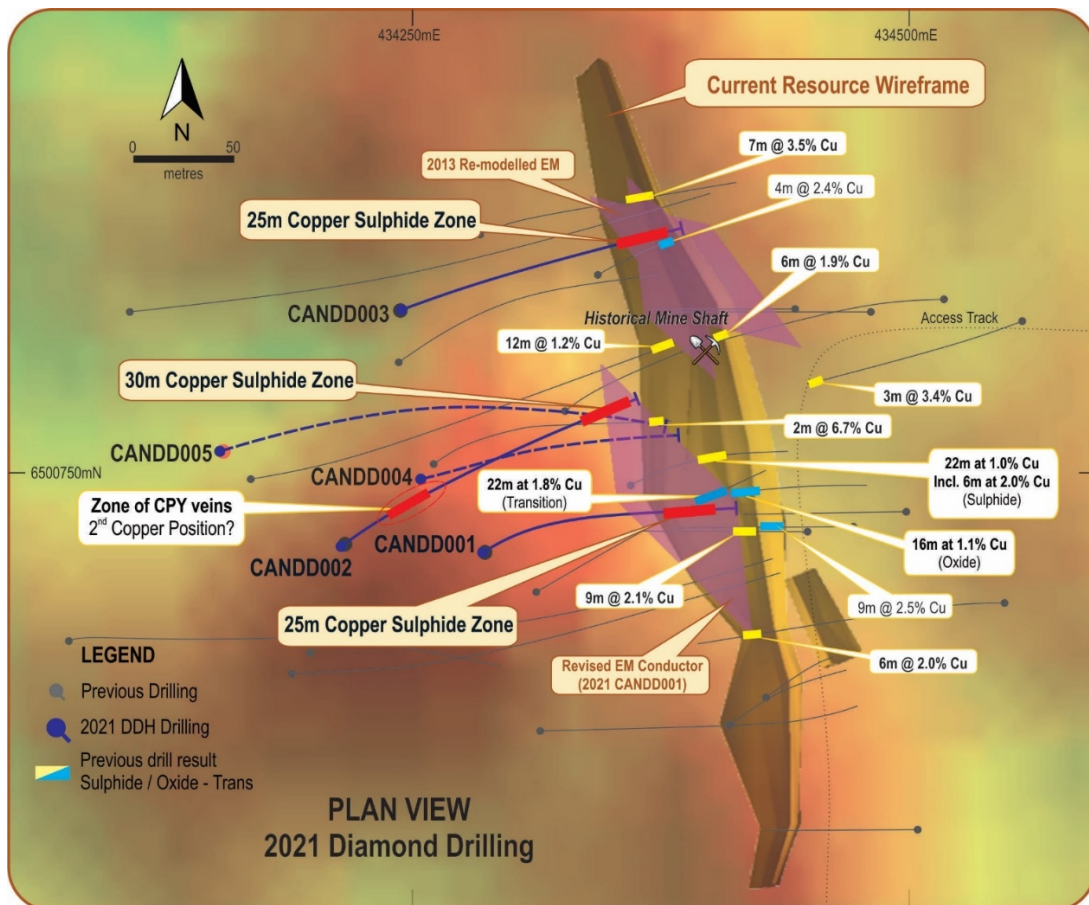 434250mE
434500mE
Current Resource Wireframe
N
0
50
metres
7m @ 3.5% Cu
2013 Re-modelled EM
4m @ 2.4% Cu
25m Copper Sulphide Zone
6m @ 1.9% Cu
CANDD003
Historical Mine Shaft
Access Track
12m @ 1.2% Cu
30m Copper Sulphide Zone
3m @ 3.4% Cu
2m @ 6.7% Cu
CANDD005
6500750mN
CANDD004
22m at 1.0% Cu
Incl. 6m at 2.0% Cu
(Sulphide)
22m at 1.8% Cu
(Transition)
Zone of CPY veins
2nd Copper Position?
CANDD001
CANDD002
16m at 1.1% Cu
(Oxide)
9m @ 2.1% Cu
9m @ 2.5% Cu
25m Copper Sulphide Zone
Revised EM Conductor
(2021 CANDD001)
6m @ 2.0% Cu
LEGEND
Previous Drilling
2021 DDH Drilling
Previous drill result
Sulphide / Oxide - Trans
PLAN VIEW
2021 Diamond Drilling